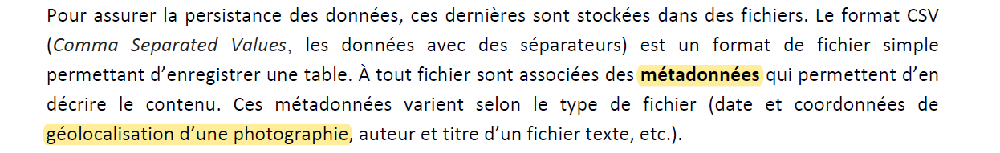 Pour assurer la persistance des données, ces dernières sont stockées dans des fichiers. Le format CSV
(Comma Separated Values, les données avec des séparateurs) est un format de fichier simple
permettant d’enregistrer une table. À tout fichier sont associées des métadonnées qui permettent d’en
décrire le contenu. Ces métadonnées varient selon le type de fichier (date et coordonnées de
géolocalisation d’une photographie, auteur et titre d’un fichier texte, etc.).